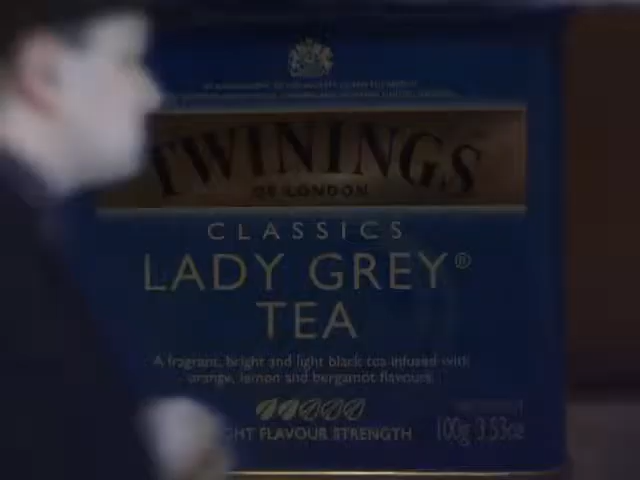 TWININGS
OF LONDON
CLASSICS
LADY GREY®
TEA
A fragrant, bright and light black tea infused with
orange, lemon and bergamot flavours.
FLAVOUR STRENGTH
100g 3.53oz